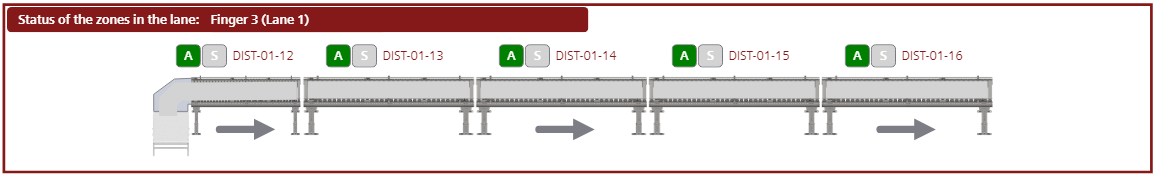 Status of the zones in the lane: Finger 3 (Lane 1)
A S DIST-01-12 A S DIST-01-13 A S DIST-01-14 A S DIST-01-15 A S DIST-01-16